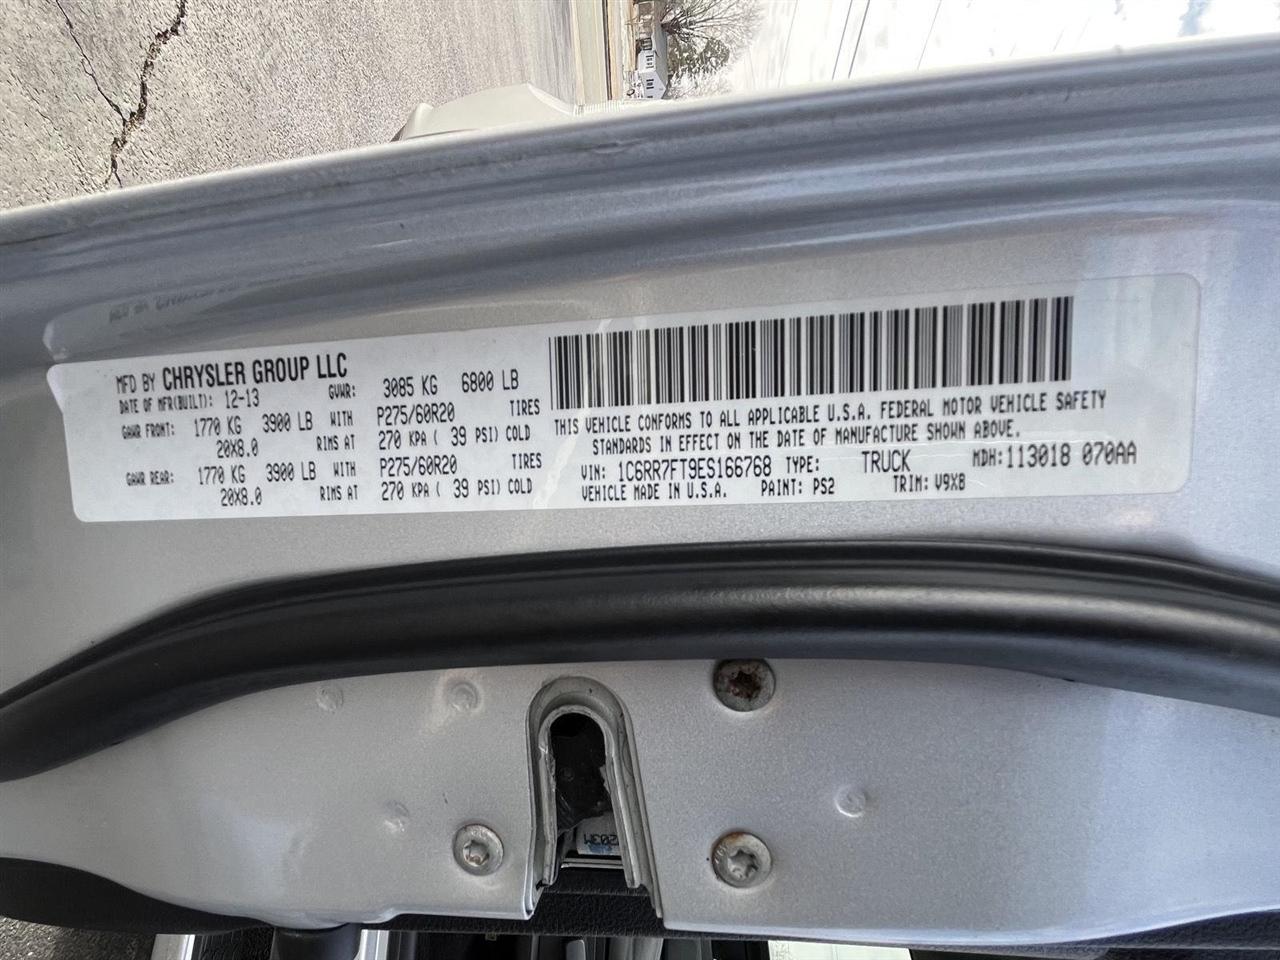 MFD BY CHRYSLER GROUP LLC
DATE OF MFR(BUILT): 12-13 GVWR: 3085 KG 6800 LB
GAWR FRONT: 1770 KG 3900 LB WITH P275/60R20 TIRES
20X8.0 RIMS AT 270 KPA ( 39 PSI) COLD
GAWR REAR: 1770 KG 3900 LB WITH P275/60R20 TIRES
20X8.0 RIMS AT 270 KPA ( 39 PSI) COLD
THIS VEHICLE CONFORMS TO ALL APPLICABLE U.S.A. FEDERAL MOTOR VEHICLE SAFETY
STANDARDS IN EFFECT ON THE DATE OF MANUFACTURE SHOWN ABOVE.
VIN: 1C6RR7FT9ES166768 TYPE: TRUCK MDH:113018 070AA
VEHICLE MADE IN U.S.A. PAINT: PS2 TRIM: V9X8